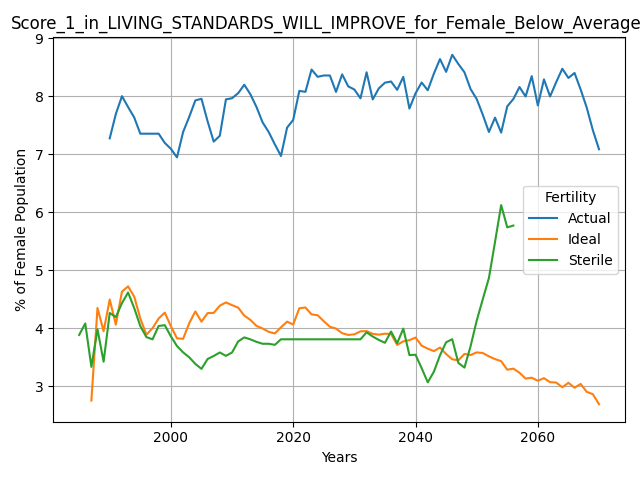 Score_1_in_LIVING_STANDARDS_WILL_IMPROVE_for_Female_Below_Average
9
8
7
6
5
4
3
% of Female Population
Fertility
Actual
Ideal
Sterile
2000 2020 2040 2060
Years